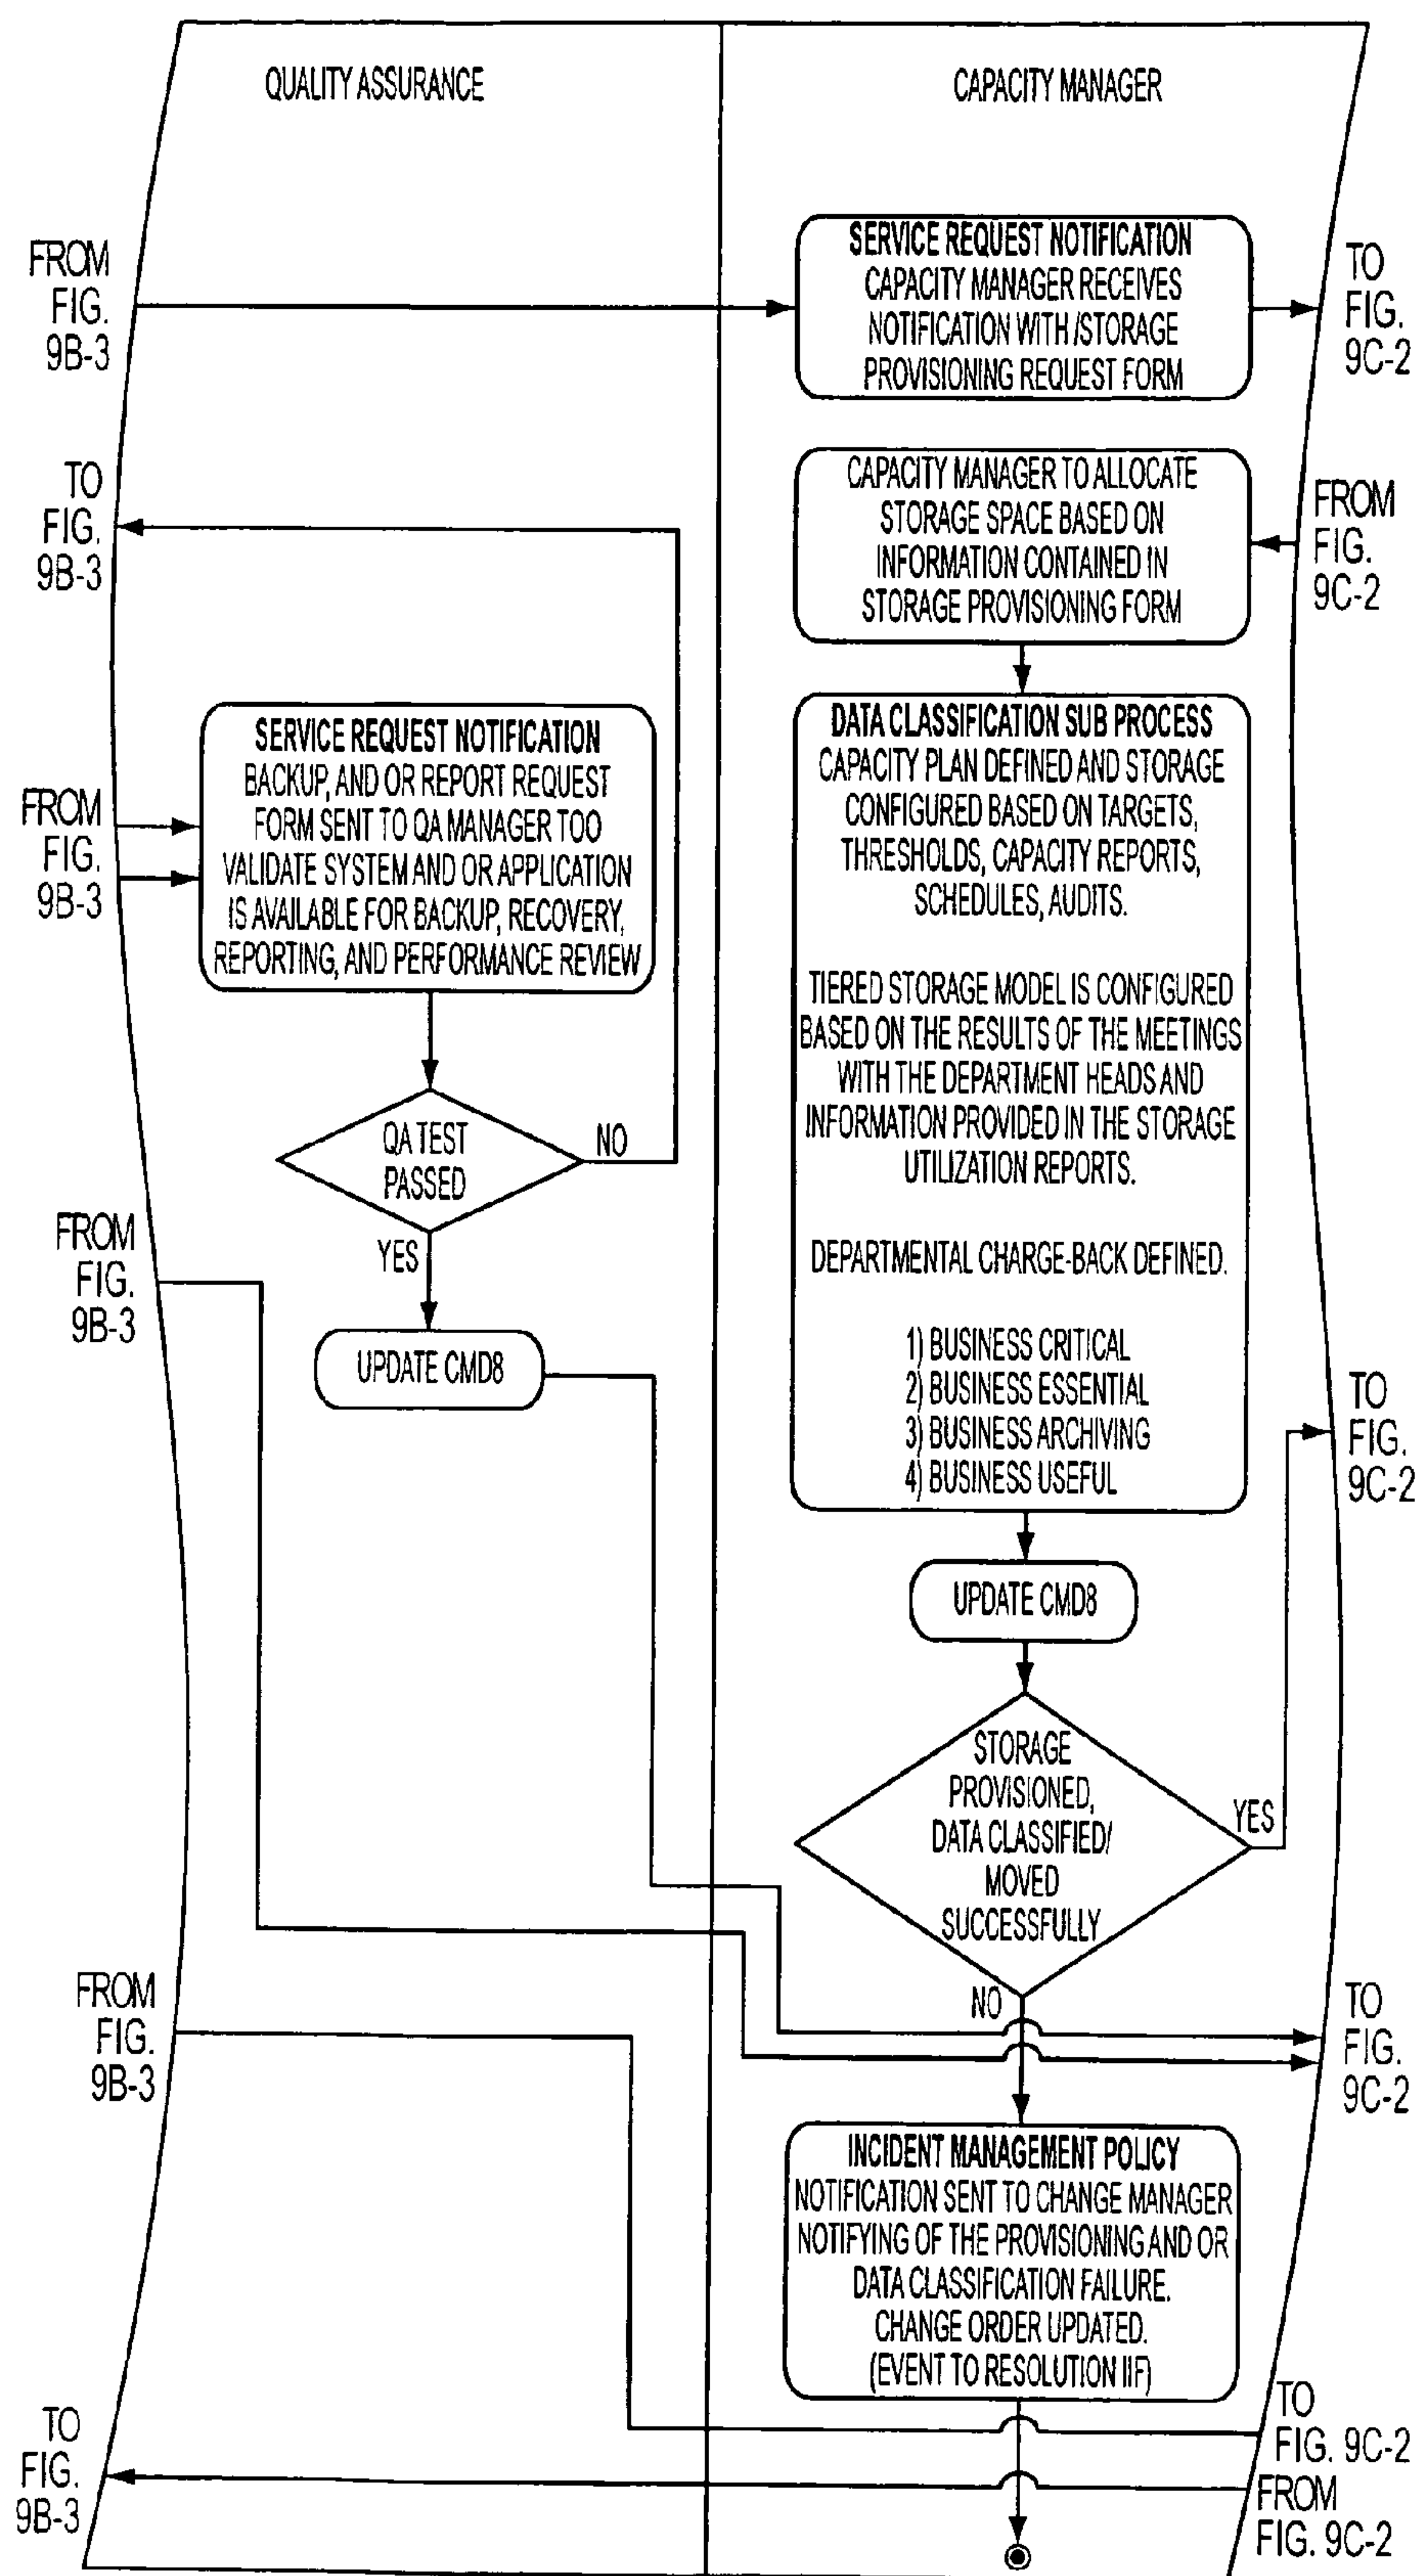 QUALITY ASSURANCE
CAPACITY MANAGER
FROM
FIG.
9B-3
SERVICE REQUEST NOTIFICATION
CAPACITY MANAGER RECEIVES
NOTIFICATION WITH /STORAGE
PROVISIONING REQUEST FORM
TO
FIG.
9C-2
TO
FIG.
9B-3
CAPACITY MANAGER TO ALLOCATE
STORAGE SPACE BASED ON
INFORMATION CONTAINED IN
STORAGE PROVISIONING FORM
FROM
FIG.
9C-2
FROM
FIG.
9B-3
SERVICE REQUEST NOTIFICATION
BACKUP, AND OR REPORT REQUEST
FORM SENT TO QA MANAGER TOO
VALIDATE SYSTEM AND OR APPLICATION
IS AVAILABLE FOR BACKUP, RECOVERY,
REPORTING, AND PERFORMANCE REVIEW
QA TEST
PASSED
NO
YES
UPDATE CMD8
DATA CLASSIFICATION SUB PROCESS
CAPACITY PLAN DEFINED AND STORAGE
CONFIGURED BASED ON TARGETS,
THRESHOLDS, CAPACITY REPORTS,
SCHEDULES, AUDITS.
TIERED STORAGE MODEL IS CONFIGURED
BASED ON THE RESULTS OF THE MEETINGS
WITH THE DEPARTMENT HEADS AND
INFORMATION PROVIDED IN THE STORAGE
UTILIZATION REPORTS.
DEPARTMENTAL CHARGE-BACK DEFINED.
1) BUSINESS CRITICAL
2) BUSINESS ESSENTIAL
3) BUSINESS ARCHIVING
4) BUSINESS USEFUL
FROM
FIG.
9B-3
TO
FIG.
9C-2
UPDATE CMD8
STORAGE
PROVISIONED,
DATA CLASSIFIED/
MOVED
SUCCESSFULLY
YES
NO
FROM
FIG.
9B-3
TO
FIG.
9C-2
INCIDENT MANAGEMENT POLICY
NOTIFICATION SENT TO CHANGE MANAGER
NOTIFYING OF THE PROVISIONING AND OR
DATA CLASSIFICATION FAILURE.
CHANGE ORDER UPDATED.
(EVENT TO RESOLUTION IIF)
TO
FIG. 9C-2
TO
FIG.
9B-3
FROM
FIG. 9C-2